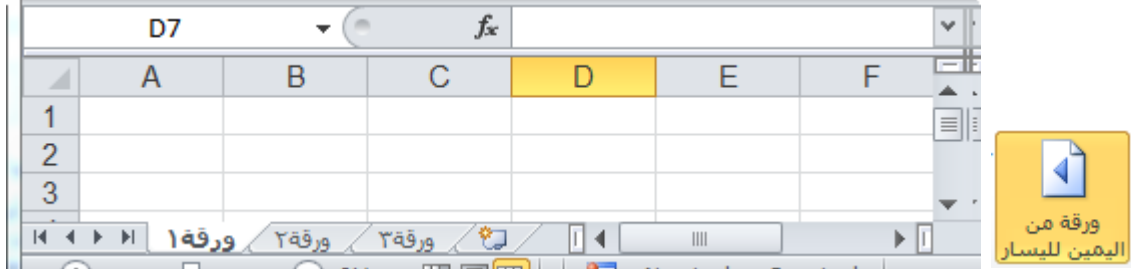 D7 fx
A B C D E F
1
2
3
ورقة١ ورقة٢ ورقة٣
ورقة من
اليمين لليسار